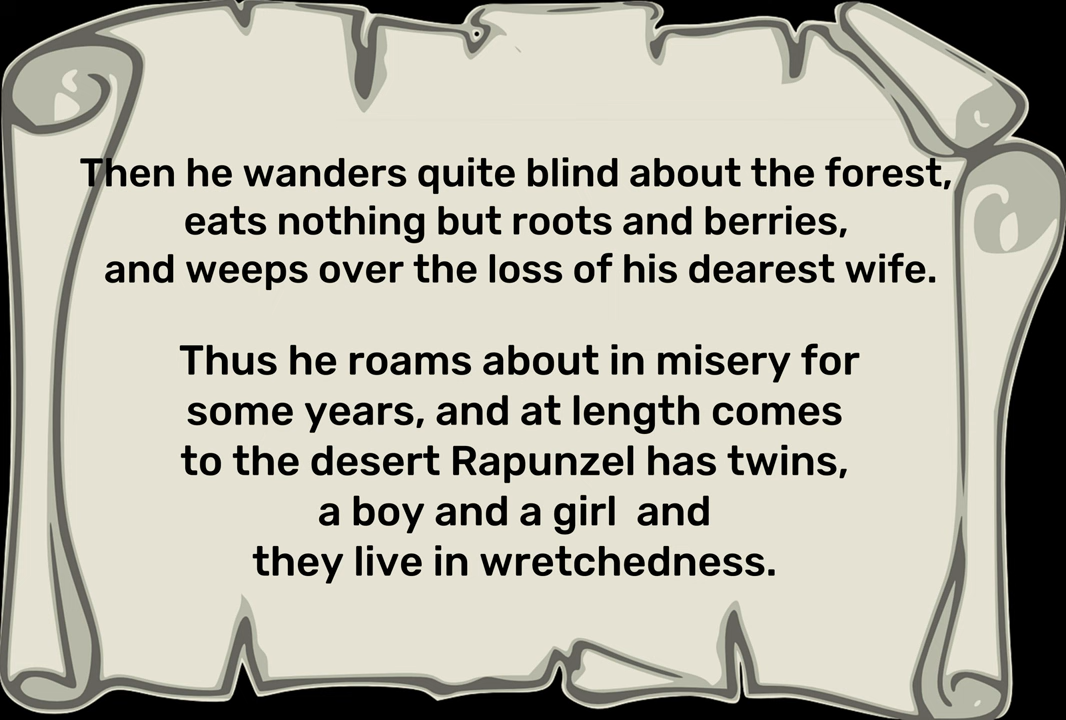 Then he wanders quite blind about the forest,
eats nothing but roots and berries,
and weeps over the loss of his dearest wife.
Thus he roams about in misery for
some years, and at length comes
to the desert Rapunzel has twins,
a boy and a girl  and
they live in wretchedness.